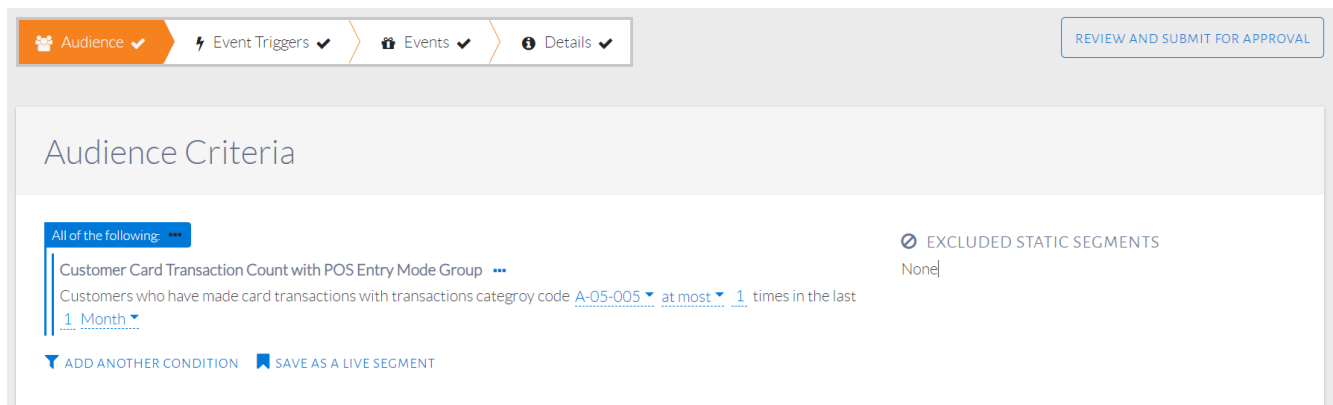 Audience
Event Triggers
Events
Details
REVIEW AND SUBMIT FOR APPROVAL
Audience Criteria
All of the following: •••
Customer Card Transaction Count with POS Entry Mode Group •••
Customers who have made card transactions with transactions categroy code A-05-005 at most 1 times in the last
1 Month
ADD ANOTHER CONDITION
SAVE AS A LIVE SEGMENT
EXCLUDED STATIC SEGMENTS
None